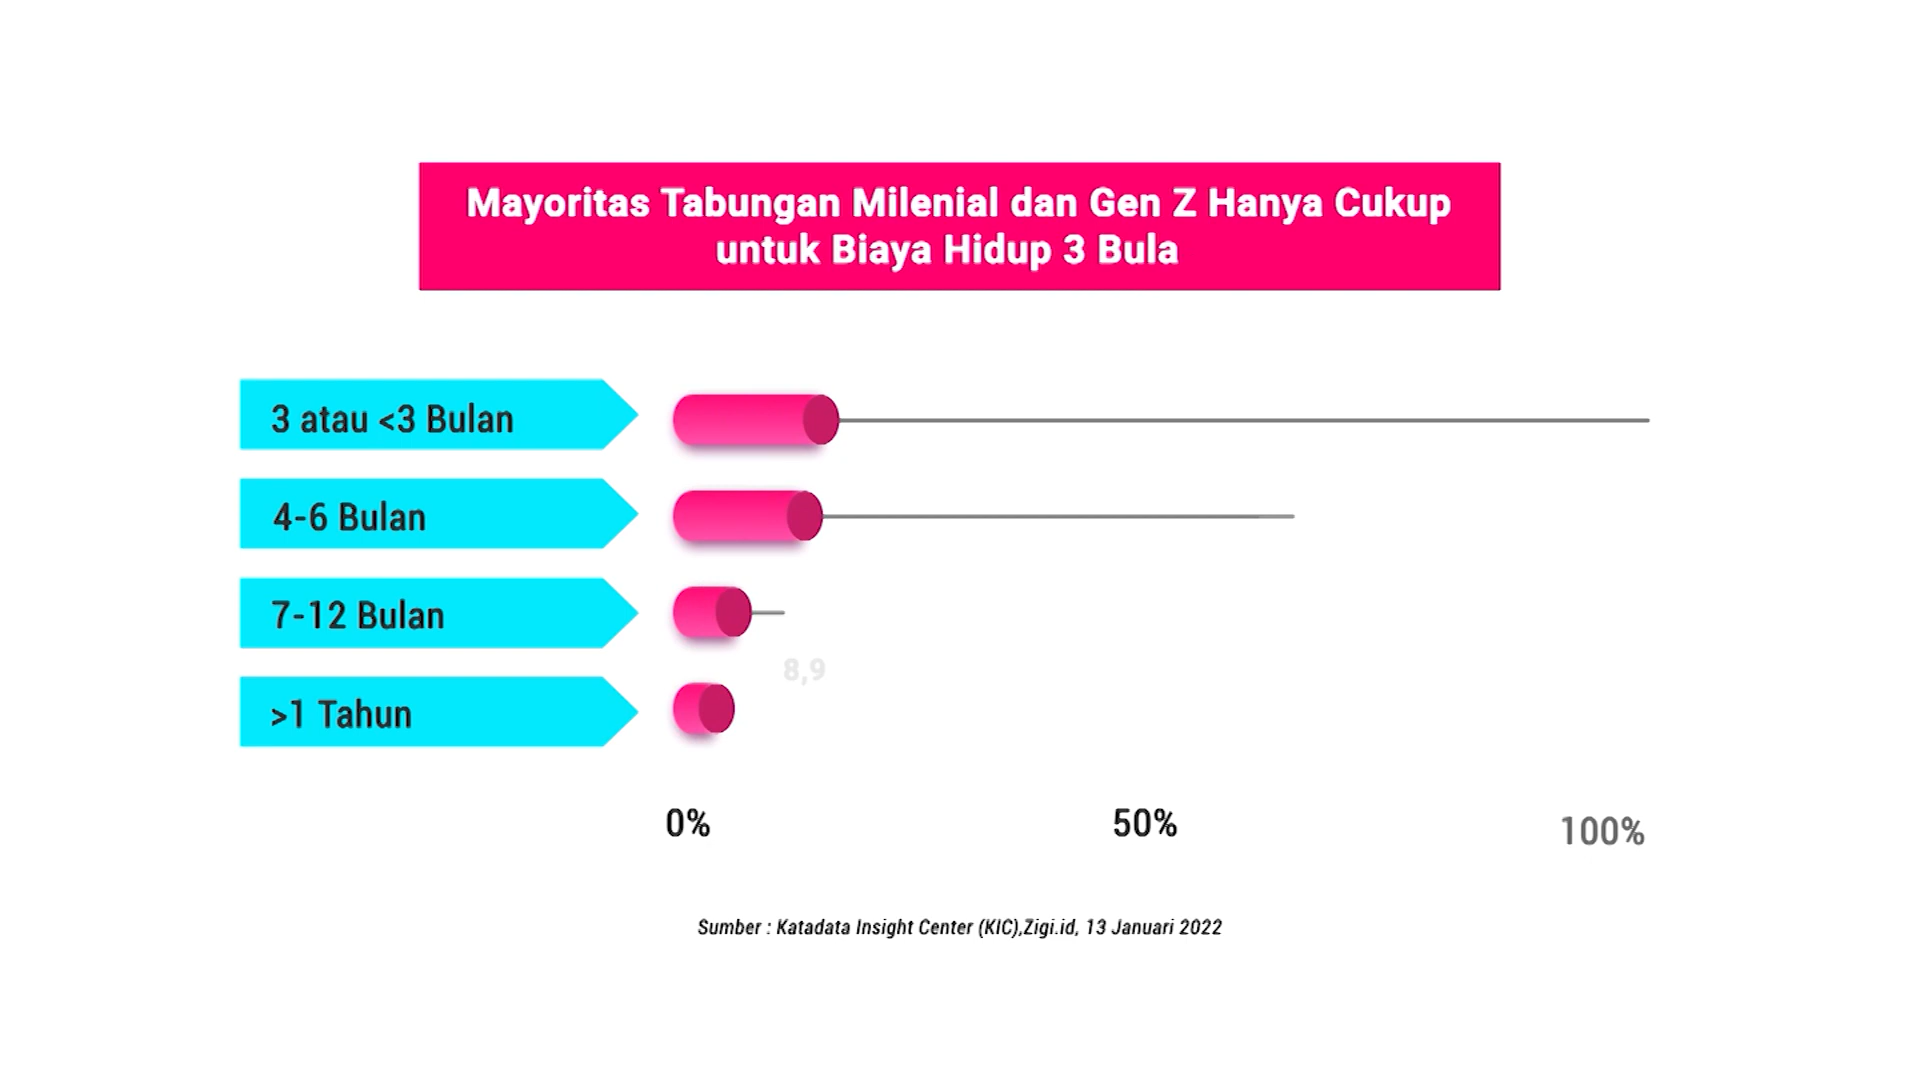 Mayoritas Tabungan Milenial dan Gen Z Hanya Cukup
untuk Biaya Hidup 3 Bula
3 atau <3 Bulan
4-6 Bulan
7-12 Bulan
8,9
>1 Tahun
0%
50%
100%
Sumber : Katadata Insight Center (KIC),Zigi.id, 13 Januari 2022